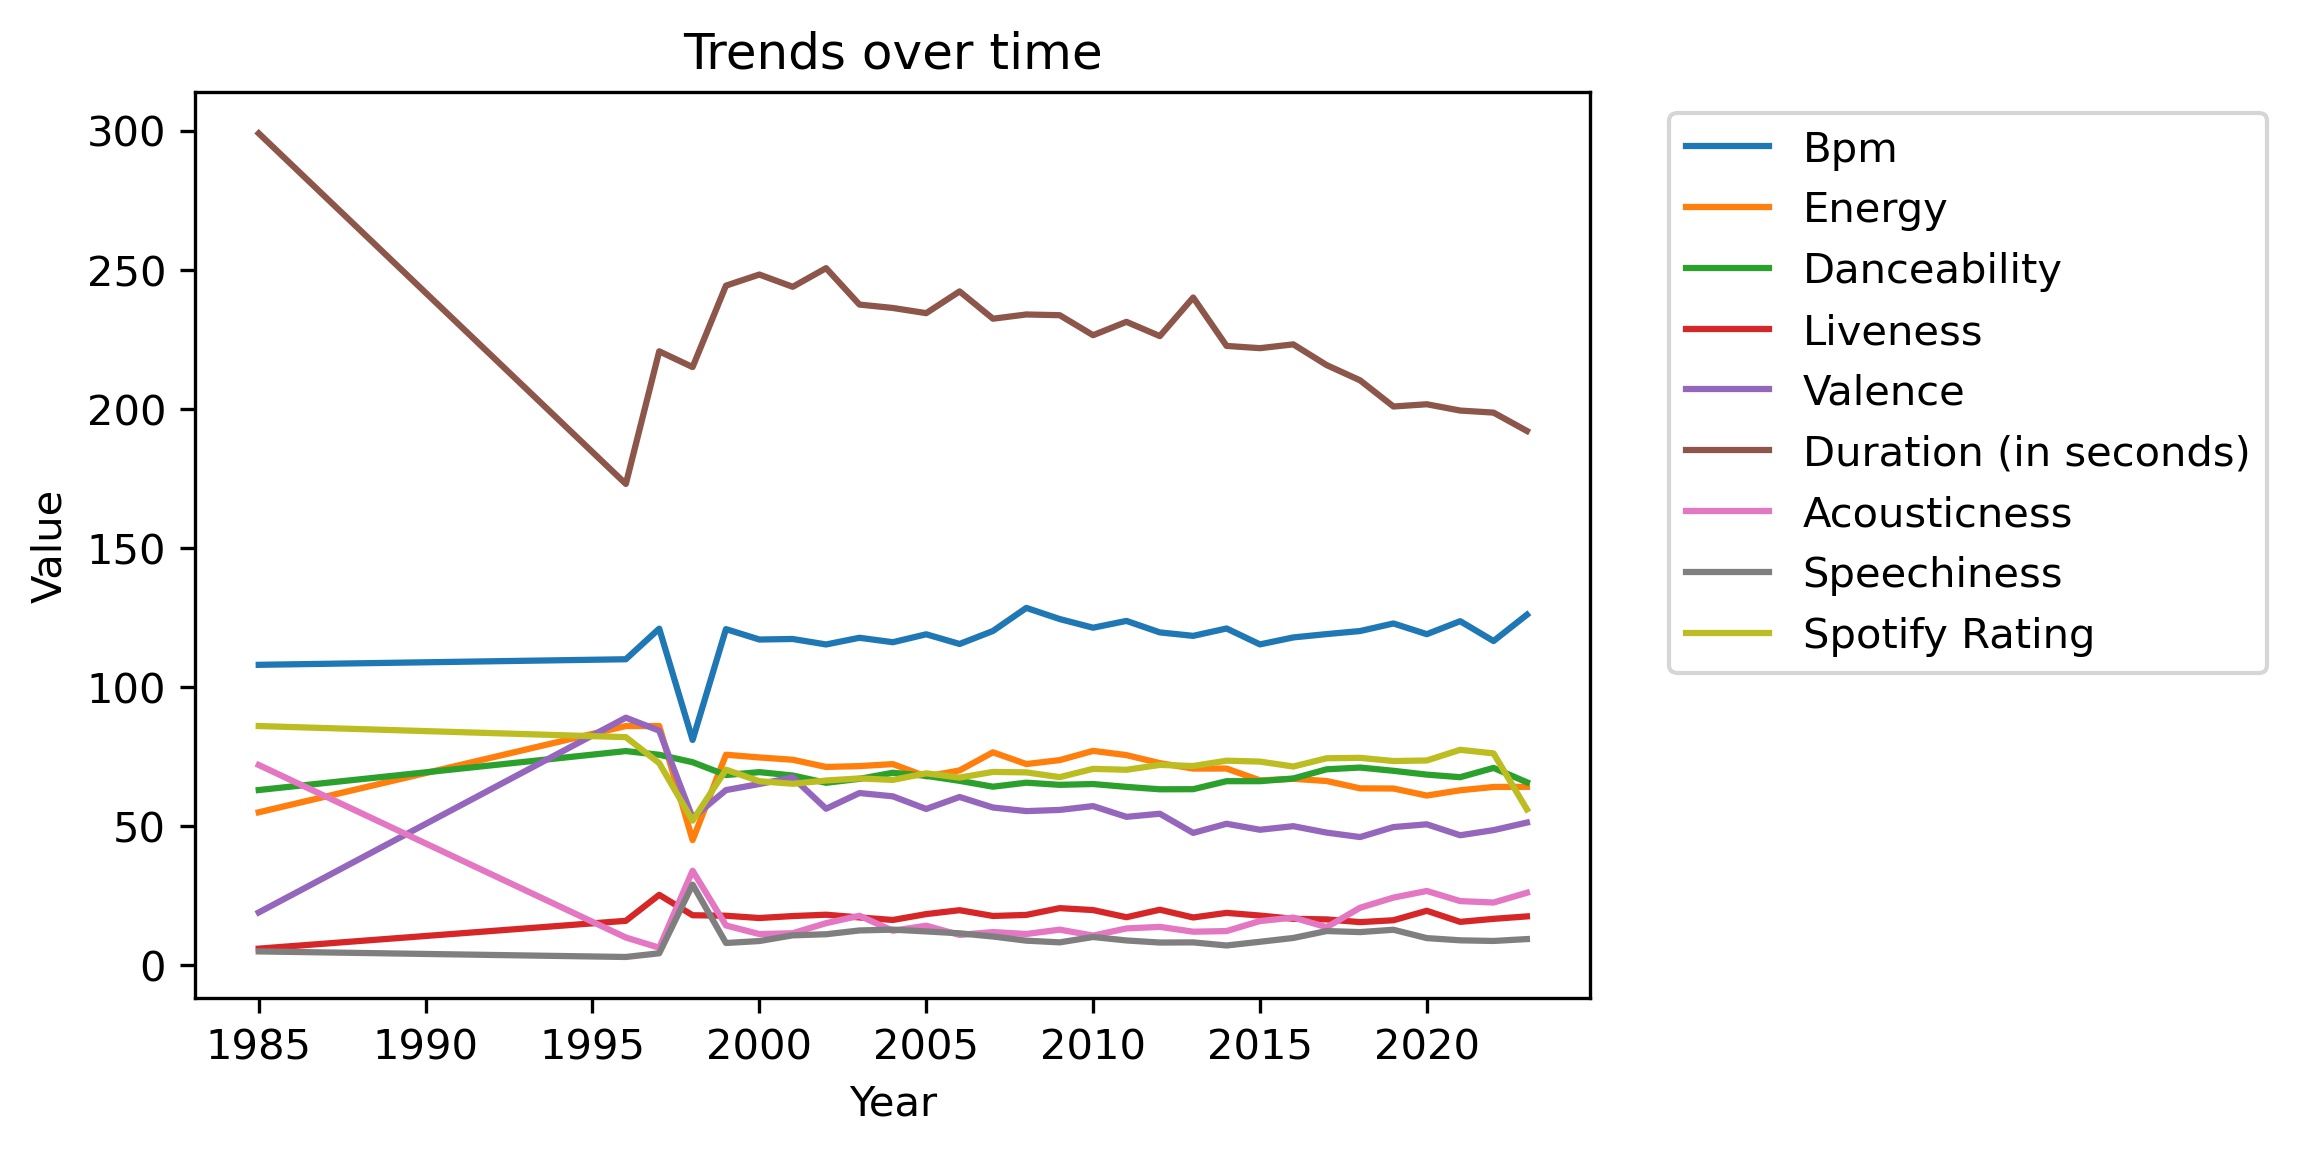 Trends over time
300
250
200
150
100
50
0
Value
1985 1990 1995 2000 2005 2010 2015 2020
Year
Bpm
Energy
Danceability
Liveness
Valence
Duration (in seconds)
Acousticness
Speechiness
Spotify Rating